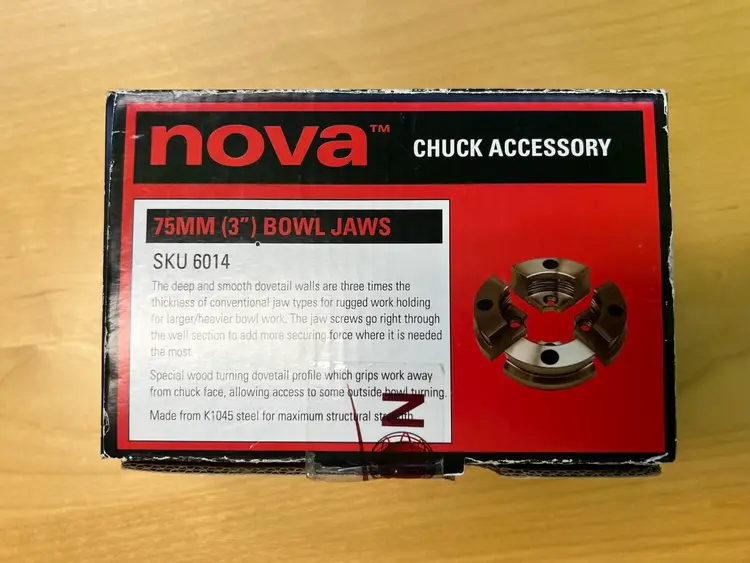 nova™
CHUCK ACCESSORY
75MM (3") BOWL JAWS
SKU 6014
The deep and smooth dovetail walls are three times the
thickness of conventional jaw types for rugged work holding
for larger/heavier bowl work. The jaw screws go right through
the well section to add more securing force where it is needed
the most.
Special wood turning dovetail profile which grips work away
from chuck face, allowing access to some outside bowl turning.
Made from K1045 steel for maximum structural strength.
N